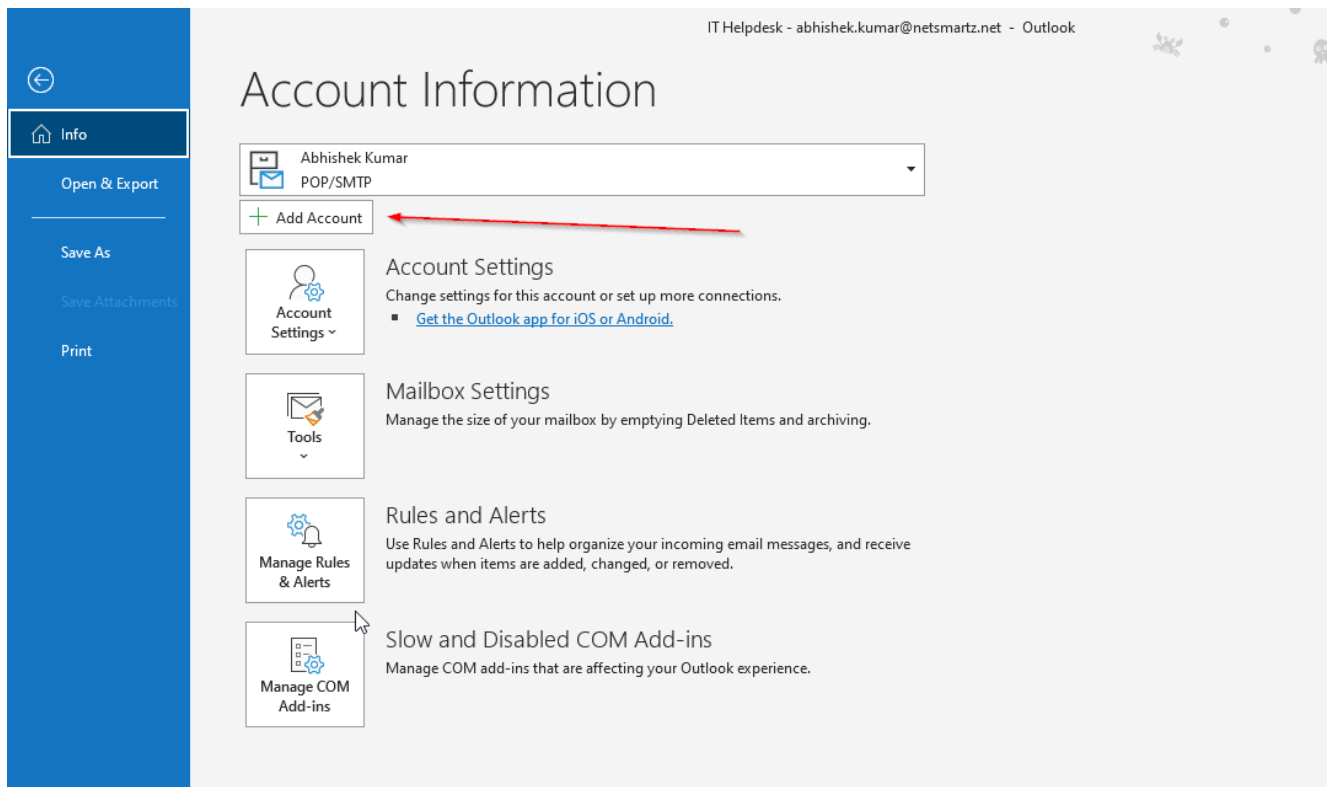 IT Helpdesk - abhishek.kumar@netsmartz.net - Outlook
Account Information
Info
Open & Export
Save As
Save Attachments
Print
Abhishek Kumar
POP/SMTP
Add Account
Account
Settings
Account Settings
Change settings for this account or set up more connections.
Get the Outlook app for iOS or Android.
Tools
Mailbox Settings
Manage the size of your mailbox by emptying Deleted Items and archiving.
Manage Rules
& Alerts
Rules and Alerts
Use Rules and Alerts to help organize your incoming email messages, and receive
updates when items are added, changed, or removed.
Manage COM
Add-ins
Slow and Disabled COM Add-ins
Manage COM add-ins that are affecting your Outlook experience.